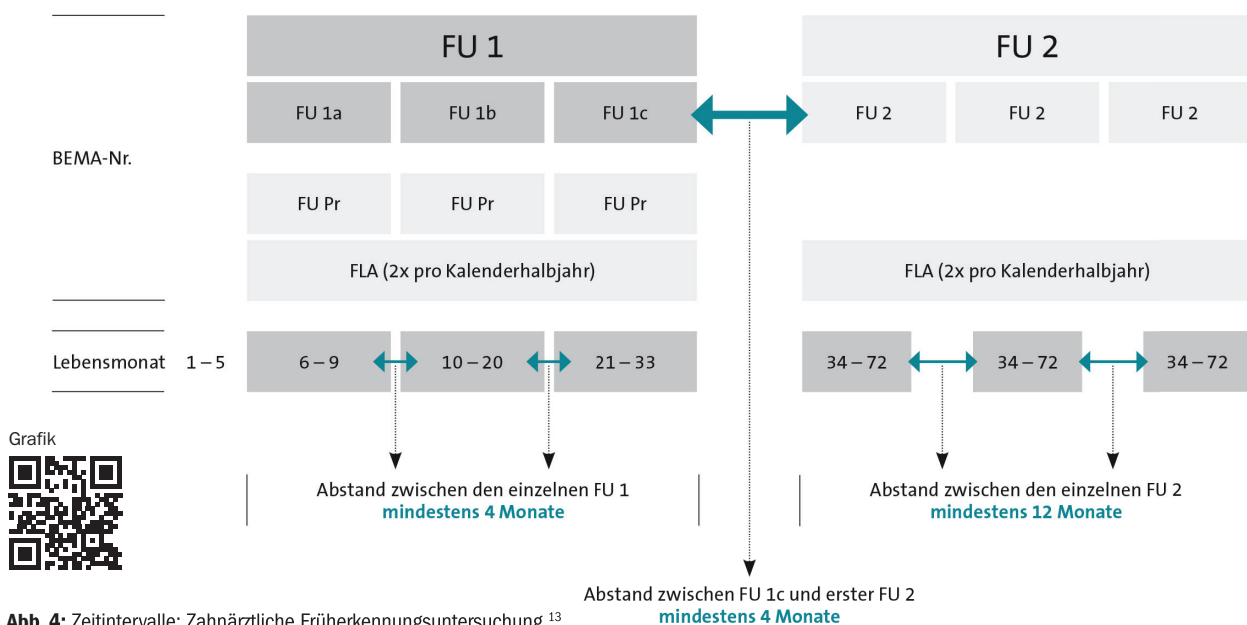 FU 1
FU 2
FU 1a
FU 1b
FU 1c
FU 2
FU 2
FU 2
BEMA-Nr.
FU Pr
FU Pr
FU Pr
FLA (2x pro Kalenderhalbjahr)
FLA (2x pro Kalenderhalbjahr)
Lebensmonat 1 – 5
6 – 9
10 – 20
21 – 33
34 – 72
34 – 72
34 – 72
Grafik
Abstand zwischen den einzelnen FU 1
mindestens 4 Monate
Abstand zwischen den einzelnen FU 2
mindestens 12 Monate
Abstand zwischen FU 1c und erster FU 2
mindestens 4 Monate
Abb. 4: Zeitintervalle: Zahnärztliche Früherkennungsuntersuchung.13